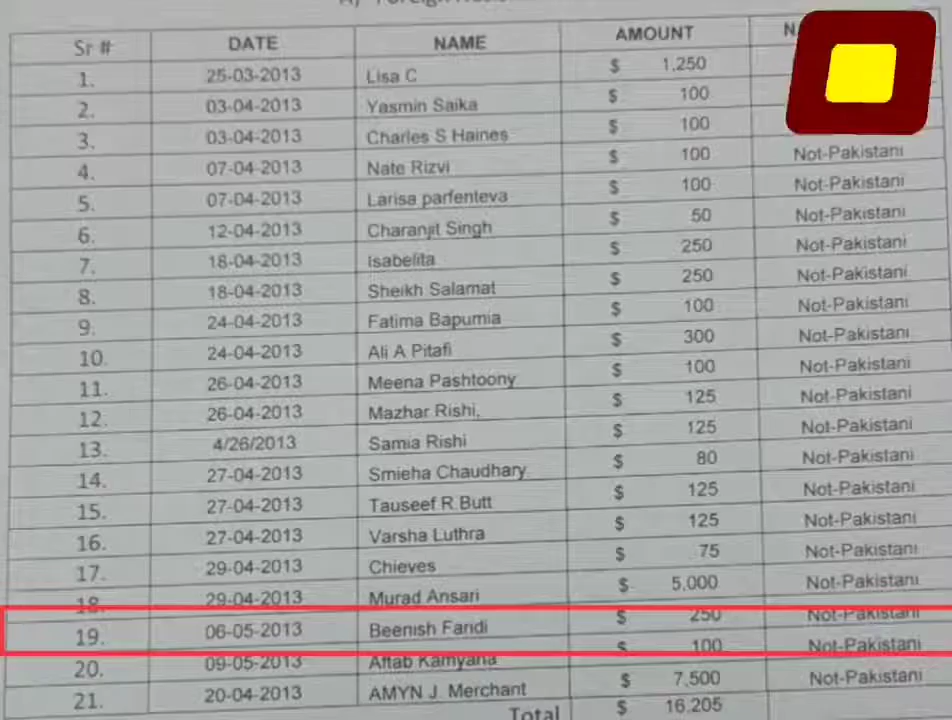 Sr # DATE NAME AMOUNT
1. 25-03-2013 Lisa C $ 1,250
2. 03-04-2013 Yasmin Saika $ 100
3. 03-04-2013 Charles S Haines $ 100
4. 07-04-2013 Nate Rizvi $ 100 Not-Pakistani
5. 07-04-2013 Larisa parfenteva $ 100 Not-Pakistani
6. 12-04-2013 Charanjit Singh $ 50 Not-Pakistani
7. 18-04-2013 Isabelita $ 250 Not-Pakistani
8. 18-04-2013 Sheikh Salamat $ 250 Not-Pakistani
9. 24-04-2013 Fatima Bapumia $ 100 Not-Pakistani
10. 24-04-2013 Ali A Pitafi $ 300 Not-Pakistani
11. 26-04-2013 Meena Pashtoony $ 100 Not-Pakistani
12. 26-04-2013 Mazhar Rishi, $ 125 Not-Pakistani
13. 4/26/2013 Samia Rishi $ 125 Not-Pakistani
14. 27-04-2013 Smieha Chaudhary $ 80 Not-Pakistani
15. 27-04-2013 Tauseef R Butt $ 125 Not-Pakistani
16. 27-04-2013 Varsha Luthra $ 125 Not-Pakistani
17. 29-04-2013 Chieves $ 75 Not-Pakistani
18. 29-04-2013 Murad Ansari $ 5,000 Not-Pakistani
19. 06-05-2013 Beenish Faridi $ 250 Not-Pakistani
20. 09-05-2013 Aftab Kamyana $ 100 Not-Pakistani
21. 20-04-2013 AMYN J. Merchant $ 7,500 Not-Pakistani
Total $ 16,205